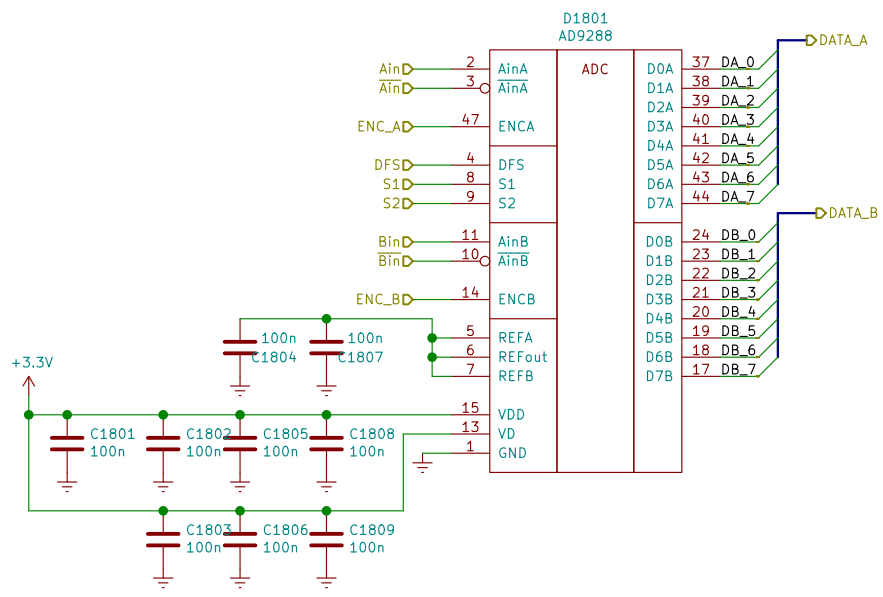 D1801
AD9288
DATA_A
Ain 2 AinA ADC D0A 37 DA_0
Ain 3 AinA D1A 38 DA_1
D2A 39 DA_2
ENC_A 47 ENCA D3A 40 DA_3
D4A 41 DA_4
DFS 4 DFS D5A 42 DA_5
S1 8 S1 D6A 43 DA_6
S2 9 S2 D7A 44 DA_7
DATA_B
Bin 11 AinB D0B 24 DB_0
Bin 10 AinB D1B 23 DB_1
D2B 22 DB_2
ENC_B 14 ENCB D3B 21 DB_3
D4B 20 DB_4
100n 100n 5 REFA D5B 19 DB_5
C1804 C1807 6 REFout D6B 18 DB_6
+3.3V 7 REFB D7B 17 DB_7
15 VDD
C1801 C1802 C1805 C1808 13 VD
100n 100n 100n 100n 1 GND
C1803 C1806 C1809
100n 100n 100n